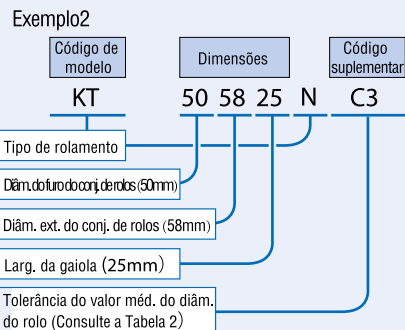 Exemplo2
Código de
modelo
Dimensões
Código
suplementar
KT 50 58 25 N C3
Tipo de rolamento
Diâm. do furo do conj. de rolos (50mm)
Diâm. ext. do conj. de rolos (58mm)
Larg. da gaiola (25mm)
Tolerância do valor méd. do diâm.
do rolo (Consulte a Tabela 2)